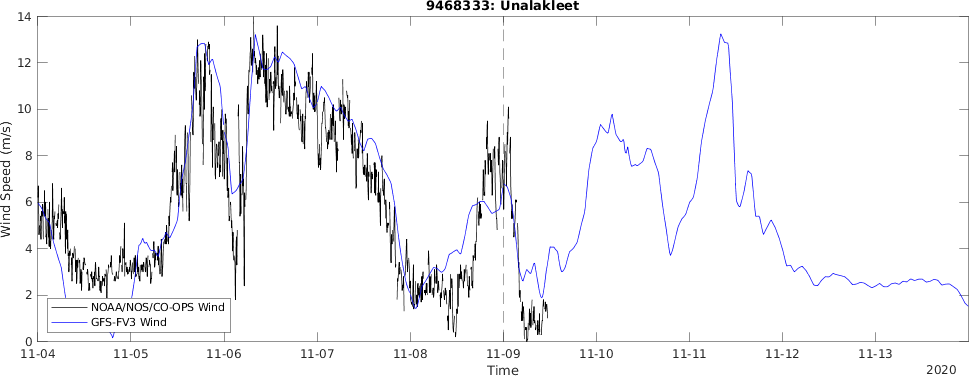 9468333: Unalakleet
Wind Speed (m/s)
14
12
10
8
6
4
2
0
NOAA/NOS/CO-OPS Wind
GFS-FV3 Wind
11-04 11-05 11-06 11-07 11-08 11-09 11-10 11-11 11-12 11-13
Time
2020